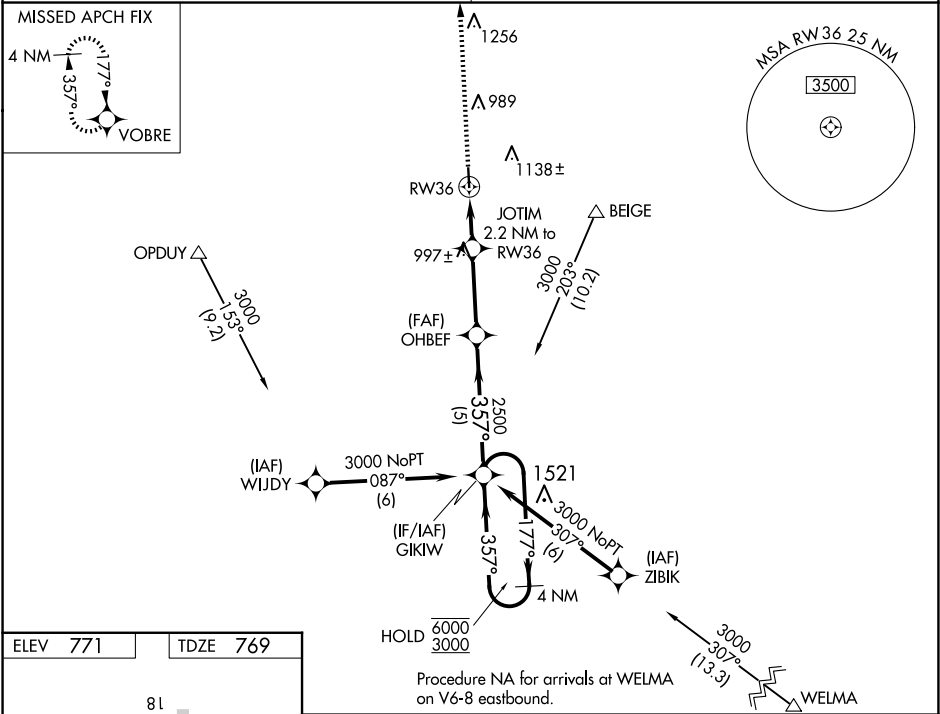 MISSED APCH FIX
4 NM
357°
177°
VOBRE
1256
989
1138±
MSA RW 36 25 NM
3500
RW36
JOTIM
2.2 NM to
RW36
997±
BEIGE
3000
203°
(10.2)
OPDUY
3000
153°
(9.2)
(FAF)
OHBEF
2500
357°
(5)
(IAF)
WIJDY
3000 NoPT
087°
(6)
(IF/IAF)
GIKIW
1521
3000 NoPT
307°
(6)
(IAF)
ZIBIK
357°
177°
4 NM
HOLD
6000
3000
3000
307°
(13.3)
WELMA
Procedure NA for arrivals at WELMA
on V6-8 eastbound.
ELEV 771
TDZE 769
18